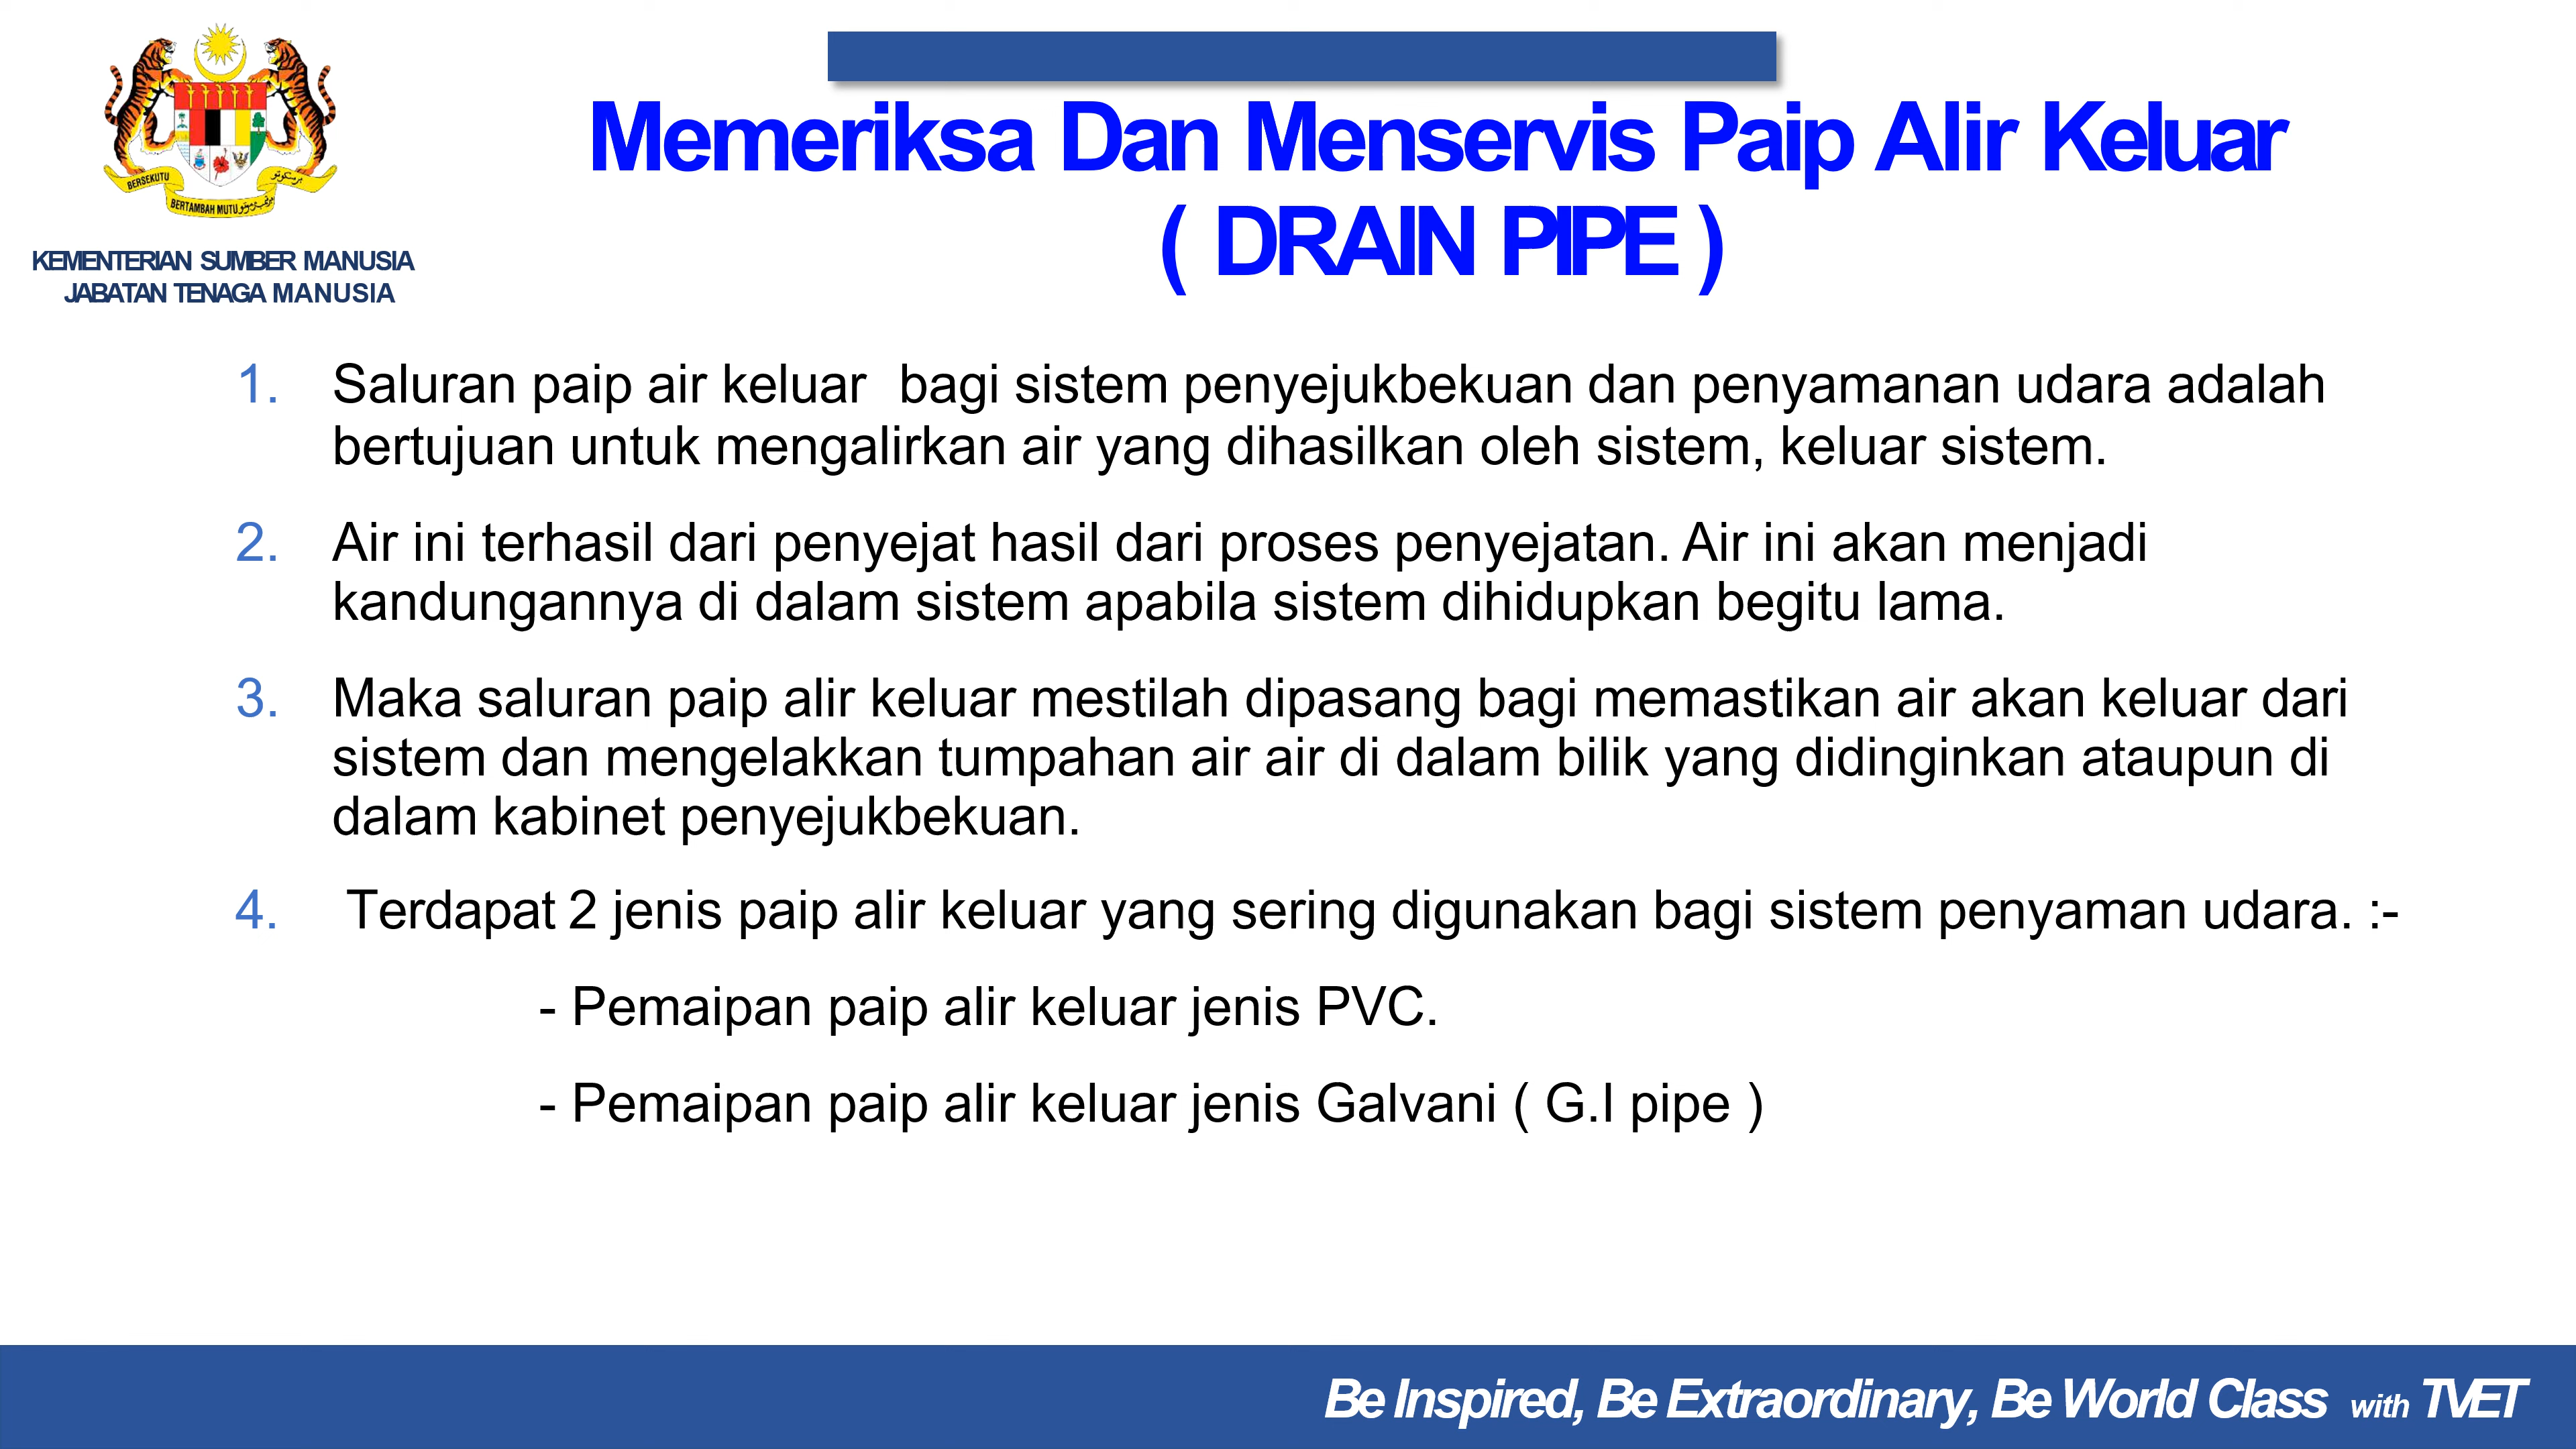 Memeriksa Dan Menservis Paip Alir Keluar
( DRAIN PIPE )
BERSEKUTU
BERTAMBAH MUTU
KEMENTERIAN SUMBER MANUSIA
JABATAN TENAGA MANUSIA
1. Saluran paip air keluar bagi sistem penyejukbekuan dan penyamanan udara adalah
bertujuan untuk mengalirkan air yang dihasilkan oleh sistem, keluar sistem.
2. Air ini terhasil dari penyejat hasil dari proses penyejatan. Air ini akan menjadi
kandungannya di dalam sistem apabila sistem dihidupkan begitu lama.
3. Maka saluran paip alir keluar mestilah dipasang bagi memastikan air akan keluar dari
sistem dan mengelakkan tumpahan air air di dalam bilik yang didinginkan ataupun di
dalam kabinet penyejukbekuan.
4. Terdapat 2 jenis paip alir keluar yang sering digunakan bagi sistem penyaman udara. :-
- Pemaipan paip alir keluar jenis PVC.
- Pemaipan paip alir keluar jenis Galvani ( G.I pipe )
Be Inspired, Be Extraordinary, Be World Class with TVET